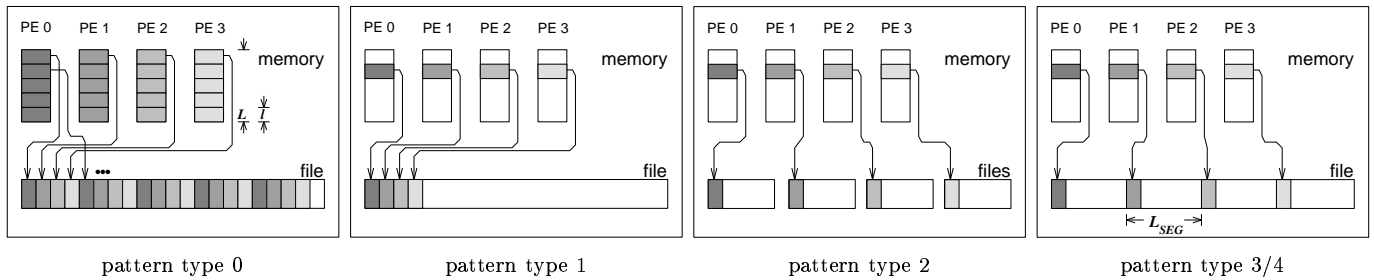 PE 0 PE 1 PE 2 PE 3
memory
L l
•••
file
pattern type 0
PE 0 PE 1 PE 2 PE 3
memory
file
pattern type 1
PE 0 PE 1 PE 2 PE 3
memory
files
pattern type 2
PE 0 PE 1 PE 2 PE 3
memory
file
L_SEG
pattern type 3/4